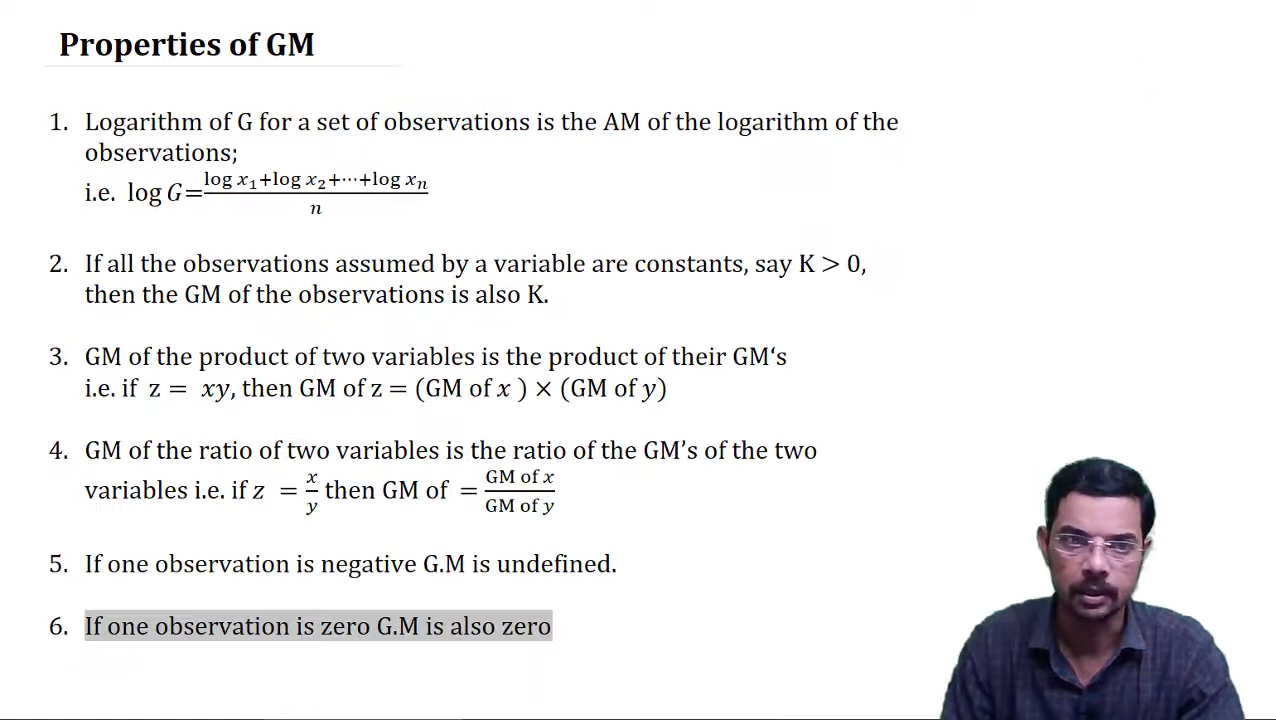 Properties of GM
1. Logarithm of G for a set of observations is the AM of the logarithm of the
observations;
i.e. log G=\frac{log x₁+log x₂+⋯+log xₙ}{n}
2. If all the observations assumed by a variable are constants, say K > 0,
then the GM of the observations is also K.
3. GM of the product of two variables is the product of their GM‘s
i.e. if z = xy, then GM of z = (GM of x ) × (GM of y)
4. GM of the ratio of two variables is the ratio of the GM’s of the two
variables i.e. if z = \frac{x}{y} then GM of = \frac{GM of x}{GM of y}
5. If one observation is negative G.M is undefined.
6. If one observation is zero G.M is also zero